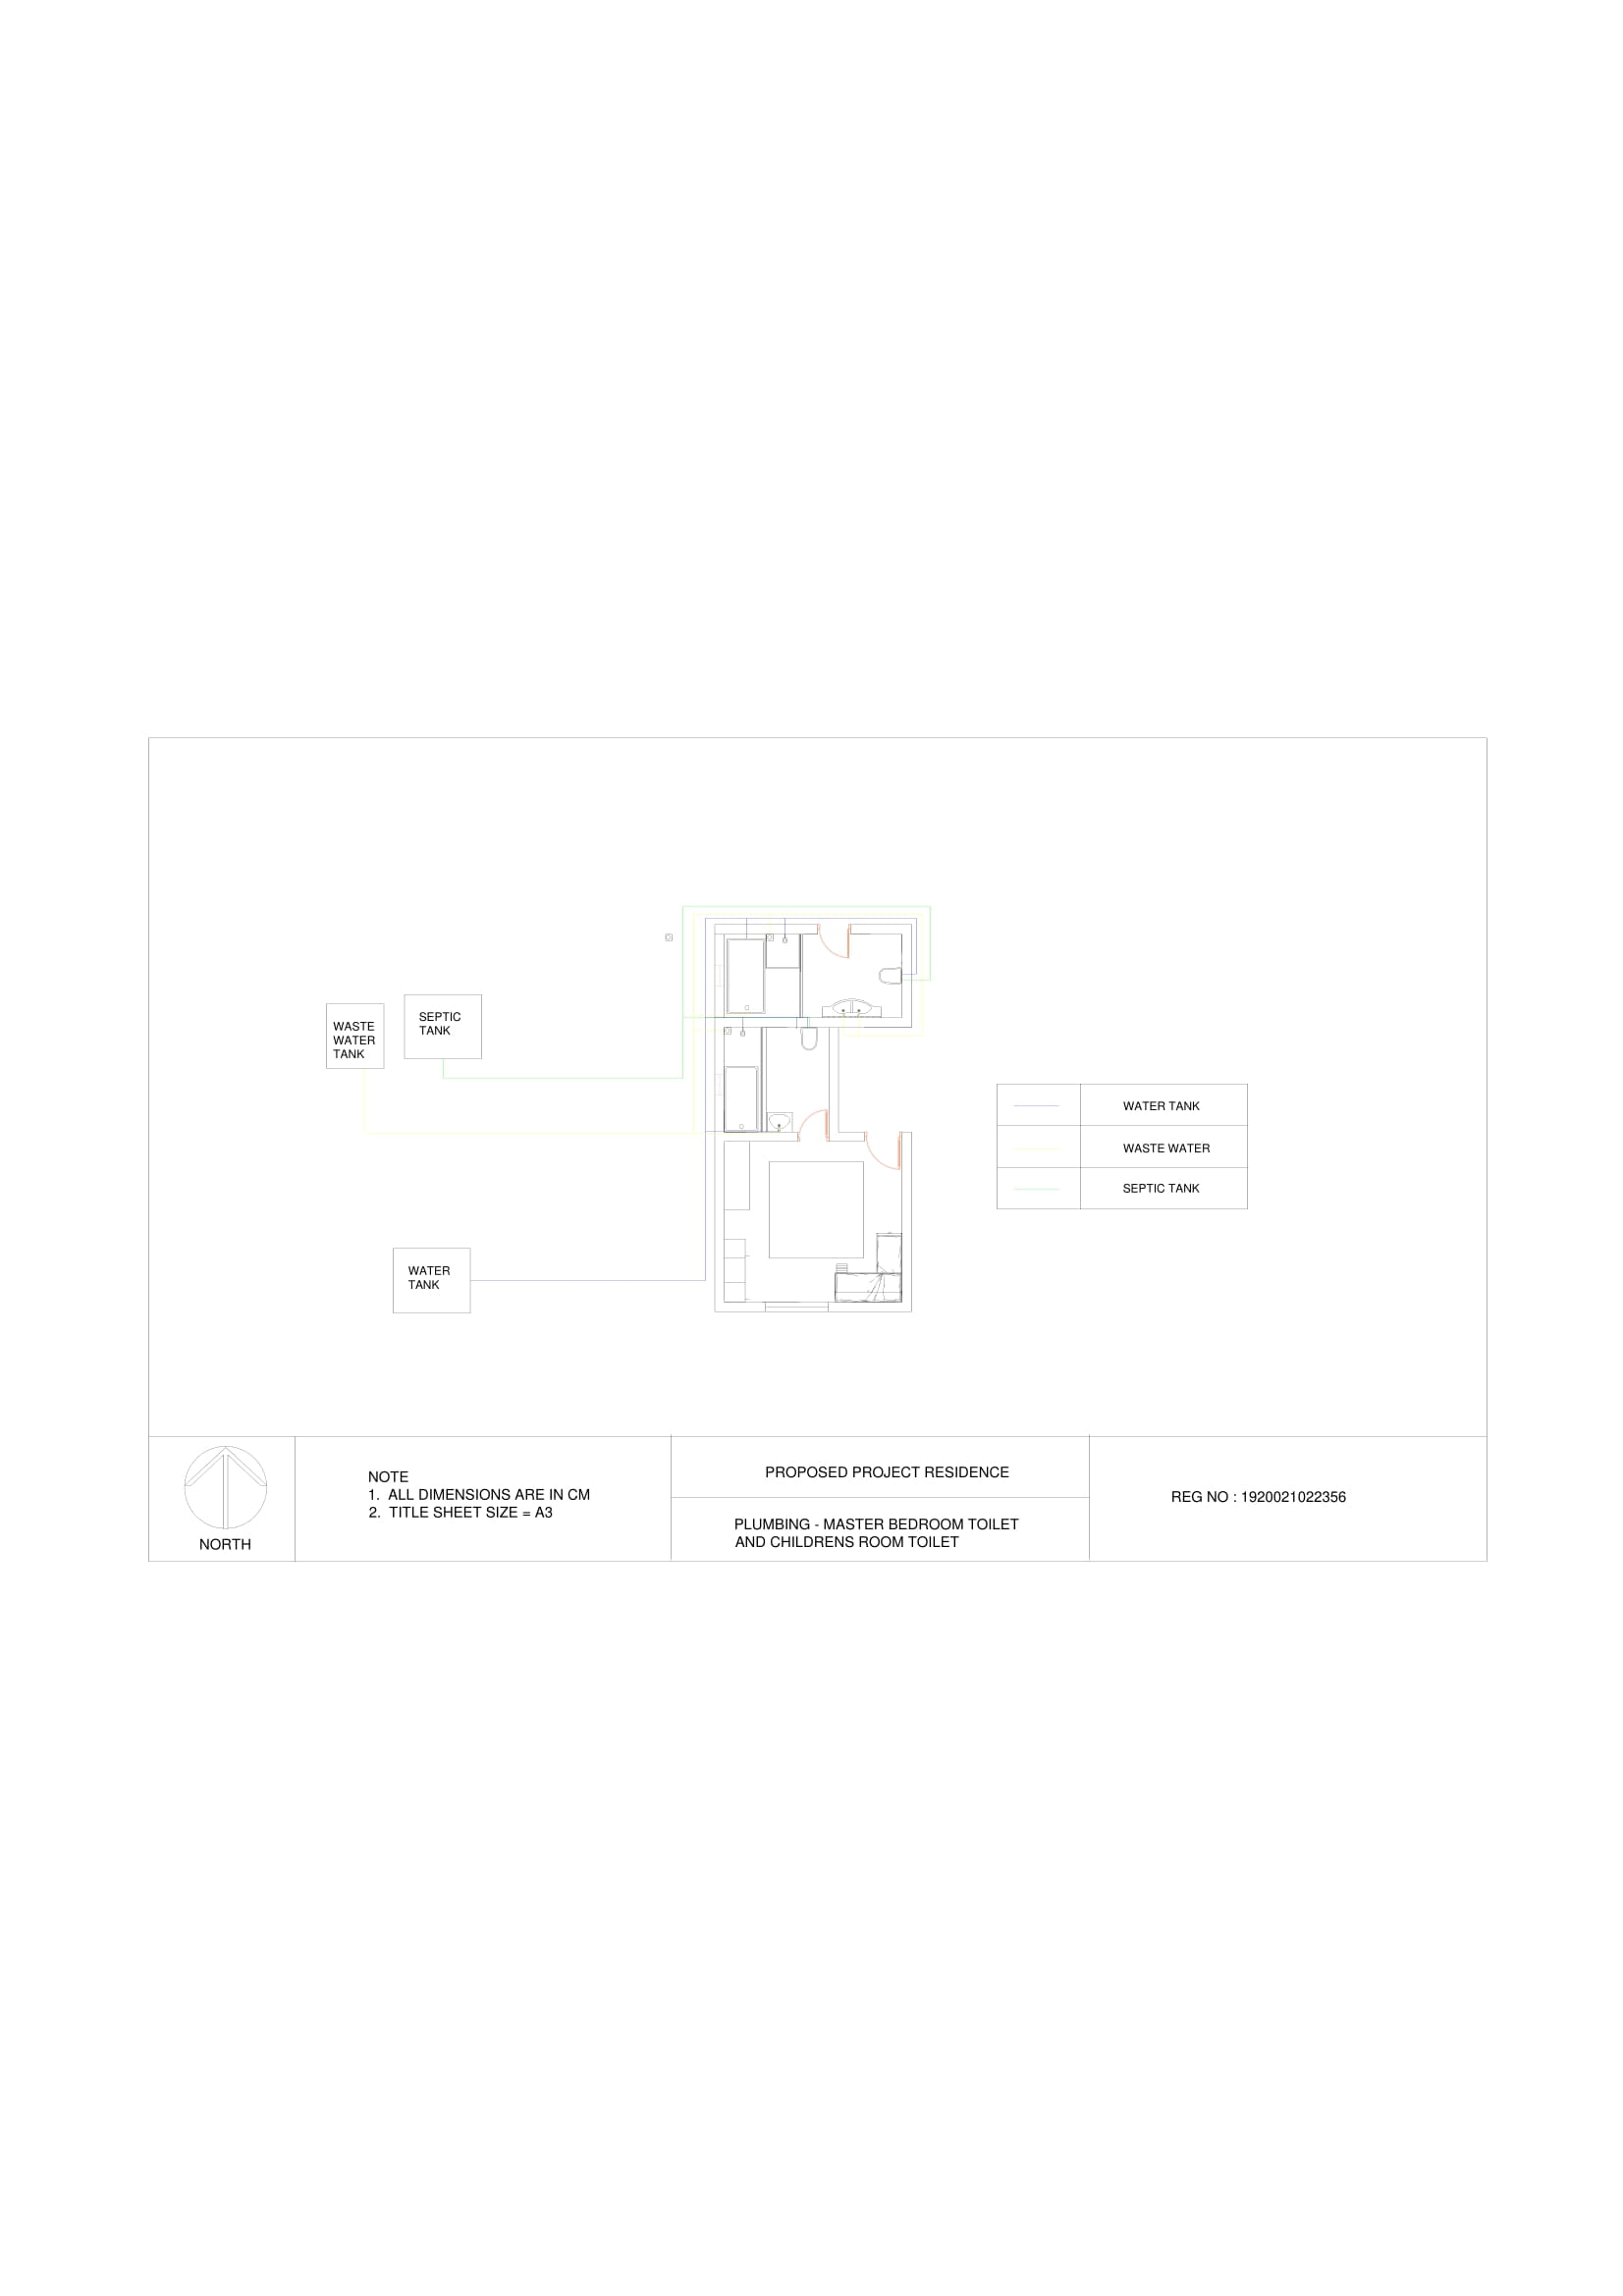 SEPTIC
TANK
WASTE
WATER
TANK
WATER
TANK
WATER TANK
WASTE WATER
SEPTIC TANK
NORTH
NOTE
1. ALL DIMENSIONS ARE IN CM
2. TITLE SHEET SIZE = A3
PROPOSED PROJECT RESIDENCE
PLUMBING - MASTER BEDROOM TOILET
AND CHILDRENS ROOM TOILET
REG NO : 1920021022356